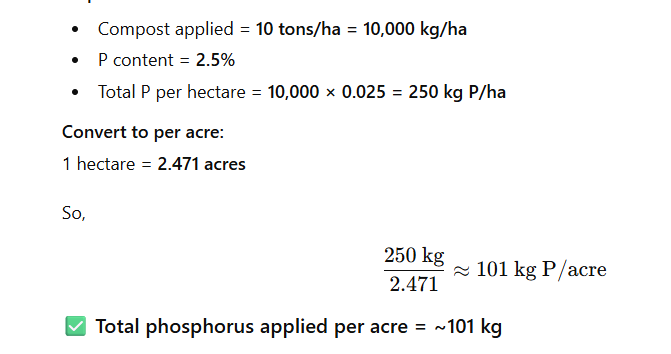 • Compost applied = 10 tons/ha = 10,000 kg/ha
• P content = 2.5%
• Total P per hectare = 10,000 × 0.025 = 250 kg P/ha
Convert to per acre:
1 hectare = 2.471 acres
So,
250 kg
2.471
≈ 101 kg P/acre
✅ Total phosphorus applied per acre = ~101 kg